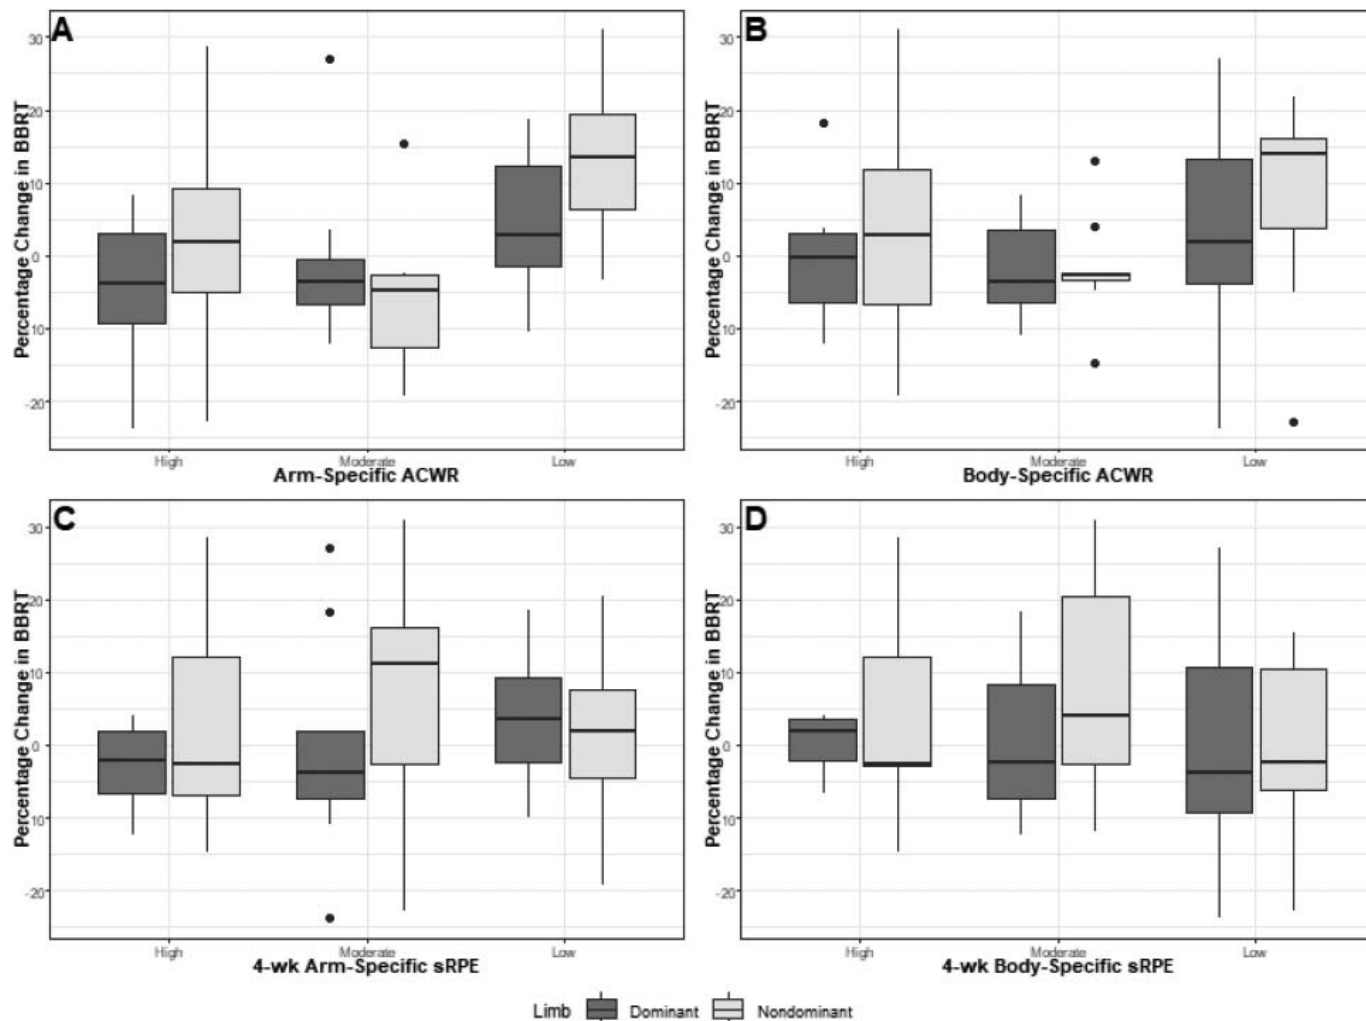 A
Percentage Change in BBRT
30
20
10
0
10
-20
High
Moderate
Low
Arm-Specific ACWR
B
Percentage Change in BBRT
30
20
10
0
10
-20
High
Moderate
Low
Body-Specific ACWR
C
Percentage Change in BBRT
30
20
10
0
10
-20
High
Moderate
Low
4-wk Arm-Specific sRPE
D
Percentage Change in BBRT
30
20
10
0
10
-20
High
Moderate
Low
4-wk Body-Specific sRPE
Limb Dominant Nondominant